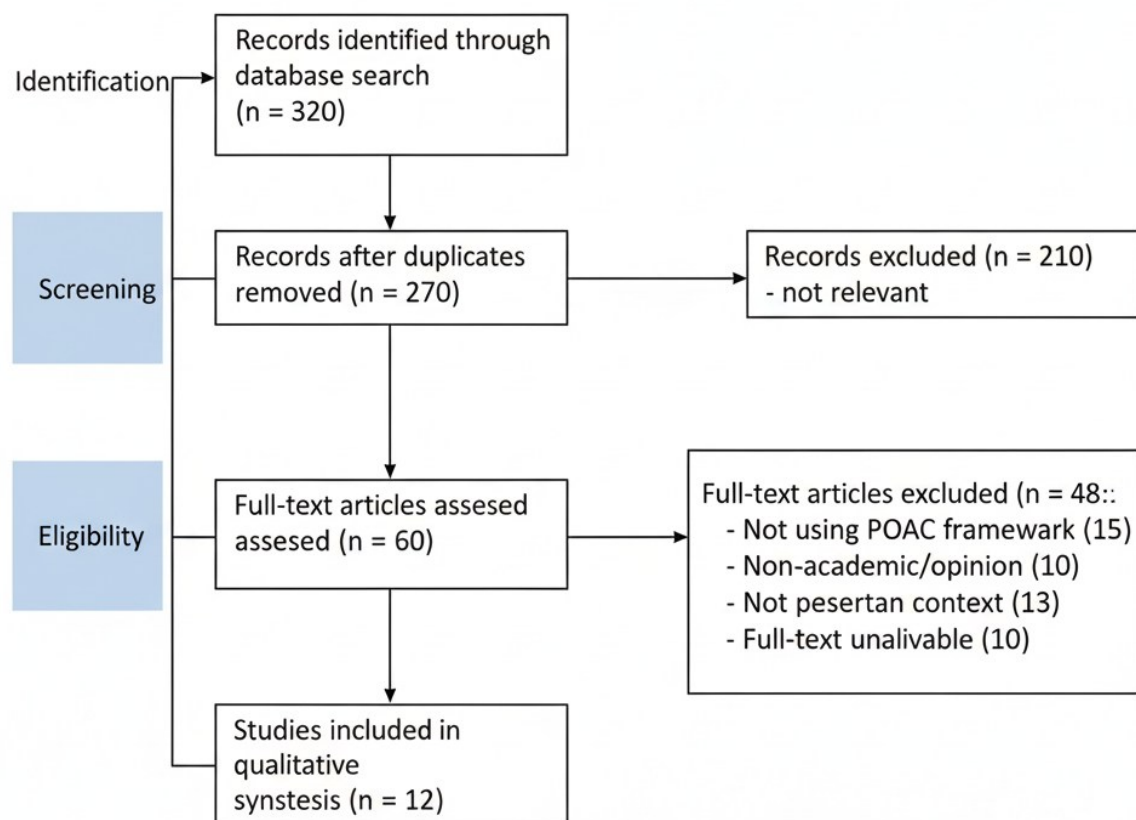 Identification
Records identified through
database search
(n = 320)
Screening
Records after duplicates
removed (n = 270)
Records excluded (n = 210)
- not relevant
Eligibility
Full-text articles assesed
assesed (n = 60)
Full-text articles excluded (n = 48::
- Not using POAC framewark (15)
- Non-academic/opinion (10)
- Not pesertan context (13)
- Full-text unalivable (10)
Studies included in
qualitative
synstesis (n = 12)